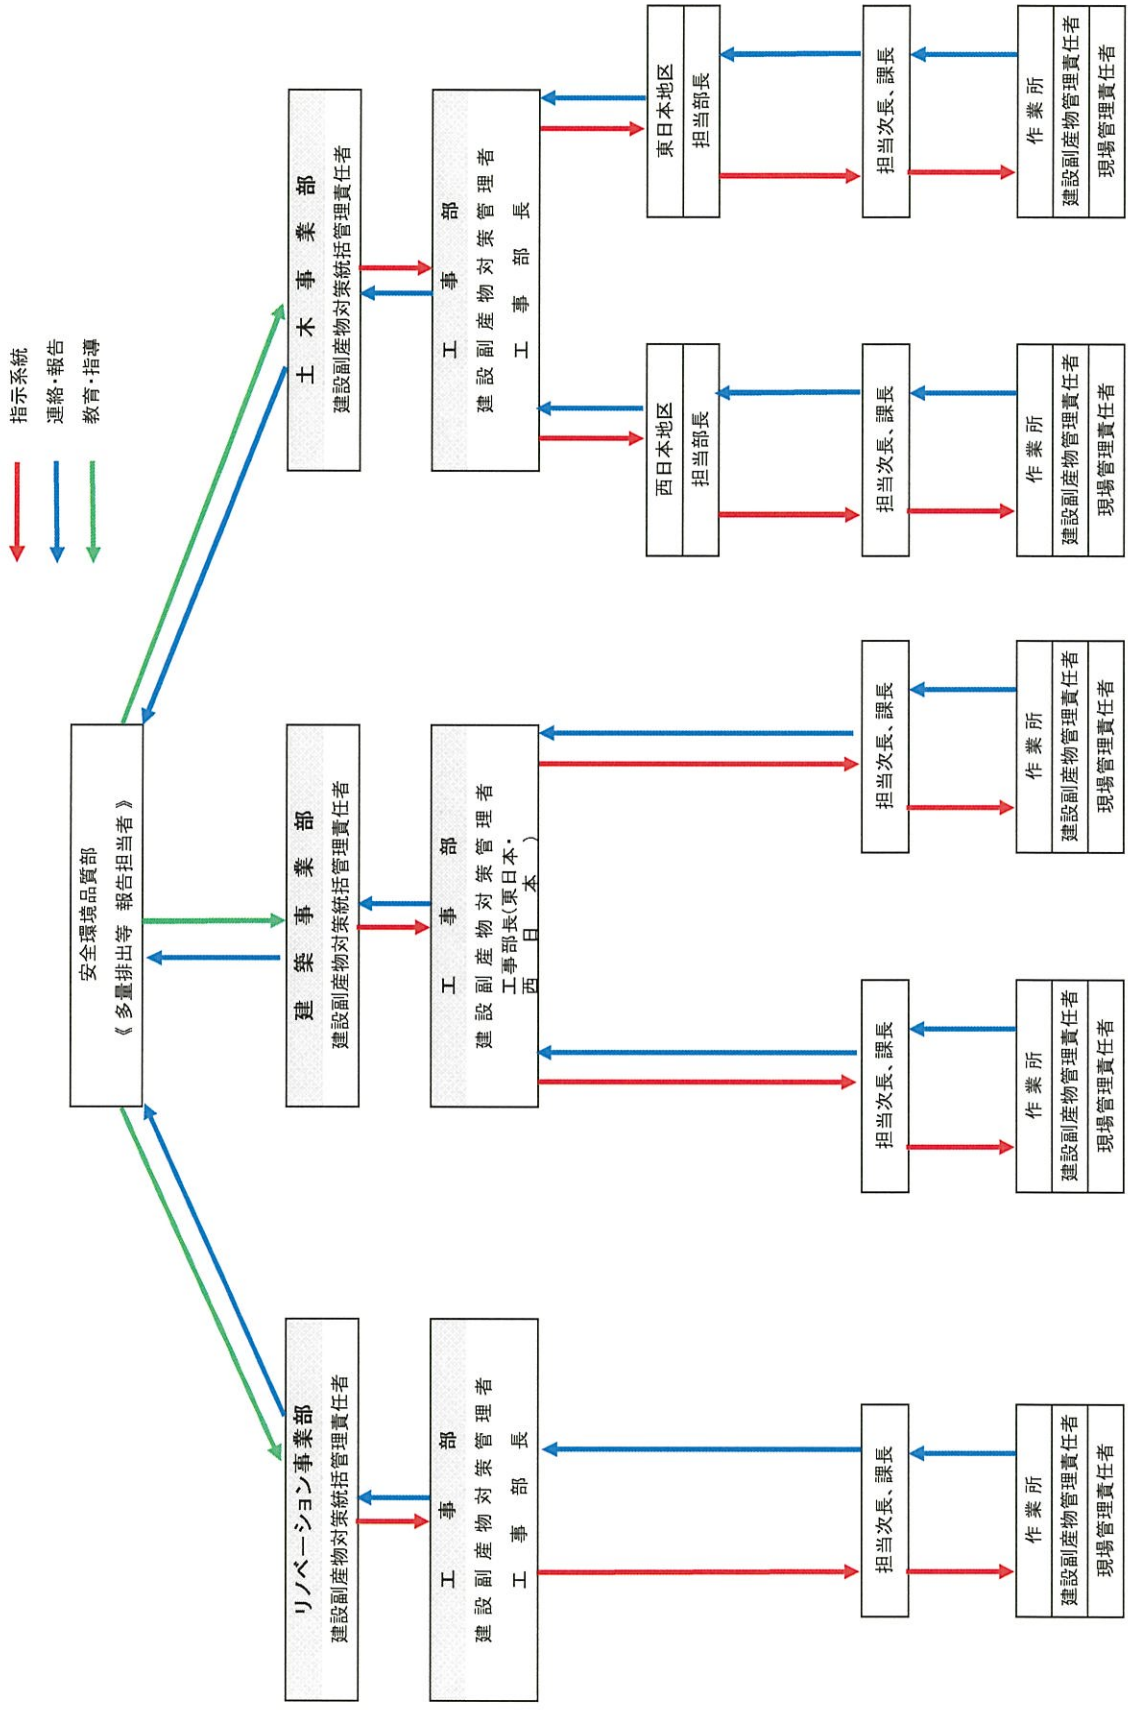 指示系統
連絡・報告
教育・指導
安全環境品質部
《 多量排出等 報告担当者 》
リノベーション事業部
建設副産物対策統括管理責任者
建築事業部
建設副産物対策統括管理責任者
土木事業部
建設副産物対策統括管理責任者
工事部
建設副産物対策管理者
工事部長
工事部
建設副産物対策管理者
工事部長(東日本・
西日本)
工事部
建設副産物対策管理者
工事部長
西日本地区
担当部長
東日本地区
担当部長
担当次長、課長
担当次長、課長
担当次長、課長
担当次長、課長
担当次長、課長
作業所
建設副産物管理責任者
現場管理責任者
作業所
建設副産物管理責任者
現場管理責任者
作業所
建設副産物管理責任者
現場管理責任者
作業所
建設副産物管理責任者
現場管理責任者
作業所
建設副産物管理責任者
現場管理責任者